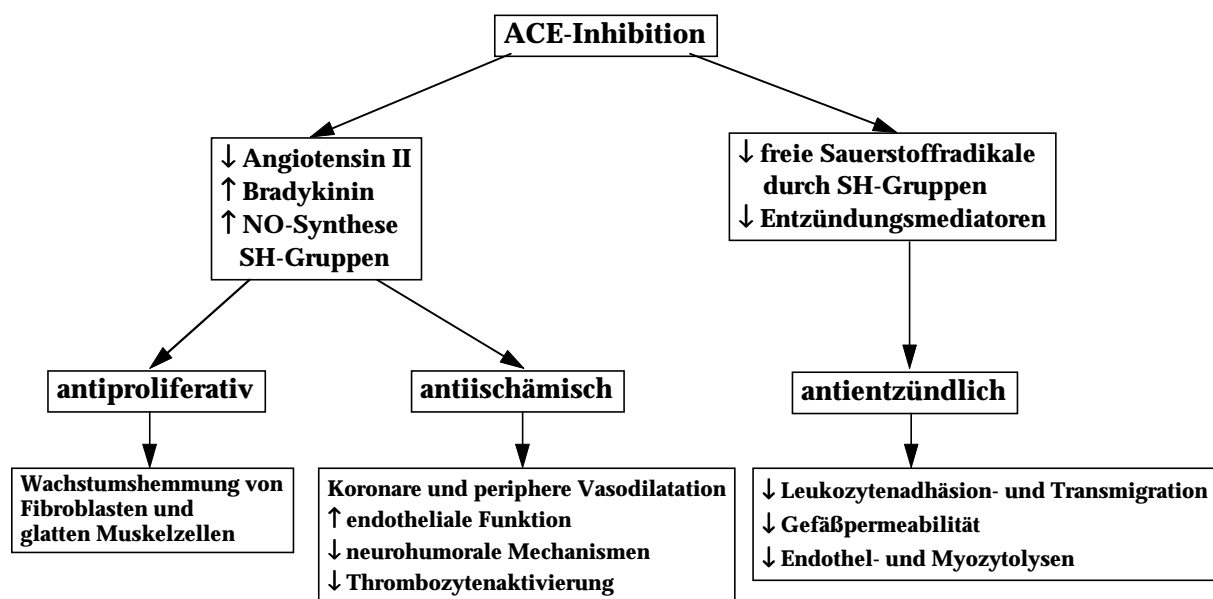 ACE-Inhibition
↓ Angiotensin II
↑ Bradykinin
↑ NO-Synthese
SH-Gruppen
↓ freie Sauerstoffradikale
durch SH-Gruppen
↓ Entzündungsmediatoren
antiproliferativ
antiischämisch
antientzündlich
Wachstumshemmung von
Fibroblasten und
glatten Muskelzellen
Koronare und periphere Vasodilatation
↑ endotheliale Funktion
↓ neurohumorale Mechanismen
↓ Thrombozytenaktivierung
↓ Leukozytenadhäsion- und Transmigration
↓ Gefäßpermeabilität
↓ Endothel- und Myozytolysen